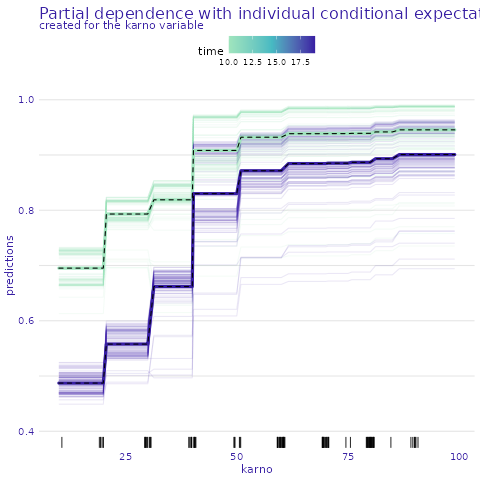 Partial dependence with individual conditional expectat
created for the karno variable
time
10.0 12.5 15.0 17.5
1.0
0.8
0.6
0.4
predictions
25 50 75 100
karno